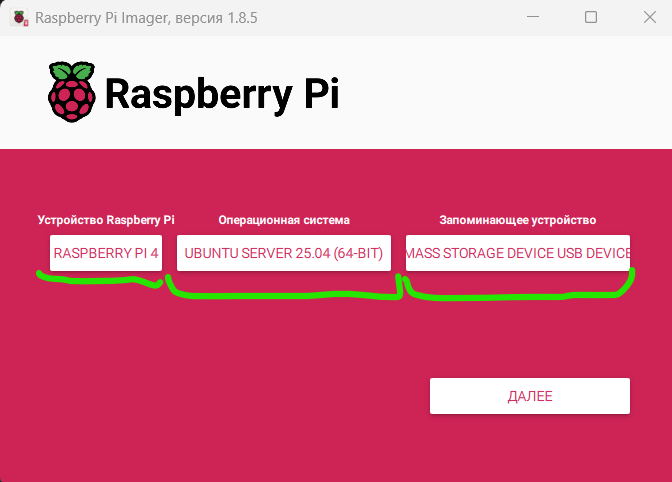 Raspberry Pi Imager, версия 1.8.5
Raspberry Pi
Устройство Raspberry Pi Операционная система Запоминающее устройство
RASPBERRY PI 4 UBUNTU SERVER 25.04 (64-BIT) MASS STORAGE DEVICE USB DEVICE
ДАЛЕЕ